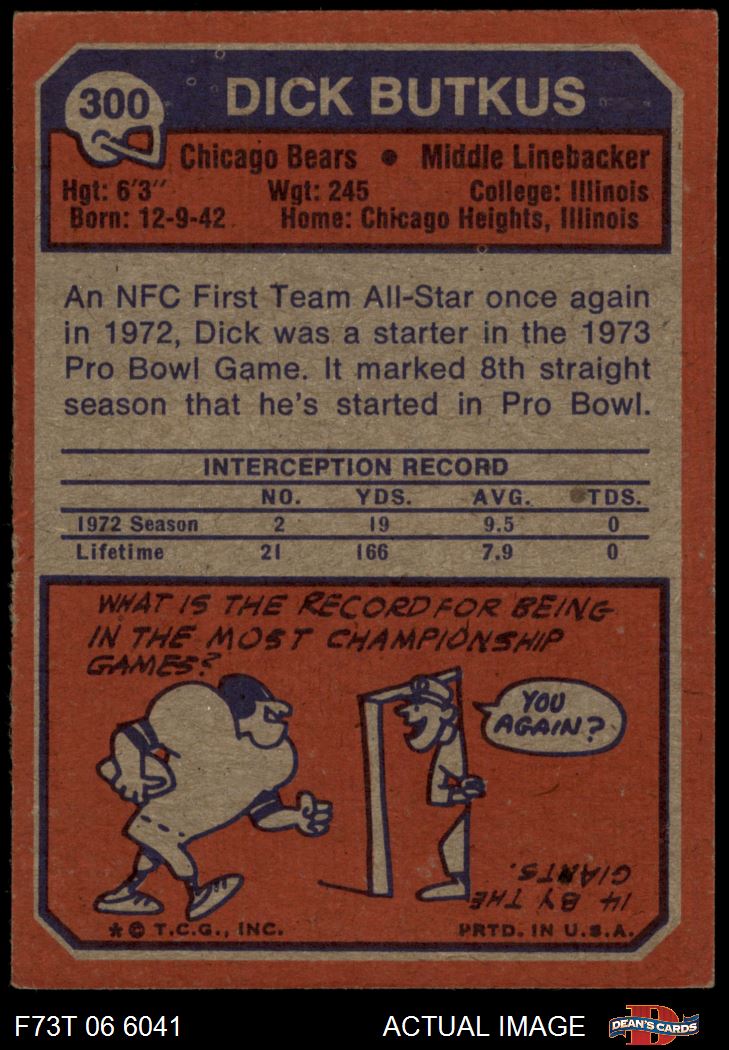 300
DICK BUTKUS
Chicago Bears • Middle Linebacker
Hgt: 6'3" Wgt: 245 College: Illinois
Born: 12-9-42 Home: Chicago Heights, Illinois
An NFC First Team All-Star once again
in 1972, Dick was a starter in the 1973
Pro Bowl Game. It marked 8th straight
season that he's started in Pro Bowl.
INTERCEPTION RECORD
NO. YDS. AVG. TDS.
1972 Season 2 19 9.5 0
Lifetime 21 166 7.9 0
WHAT IS THE RECORD FOR BEING
IN THE MOST CHAMPIONSHIP
GAMES?
YOU
AGAIN?
14 BY THE
GIANTS.
* © T.C.G., INC. PRTD. IN U.S.A.
F73T 06 6041 ACTUAL IMAGE
D
DEAN'S CARDS